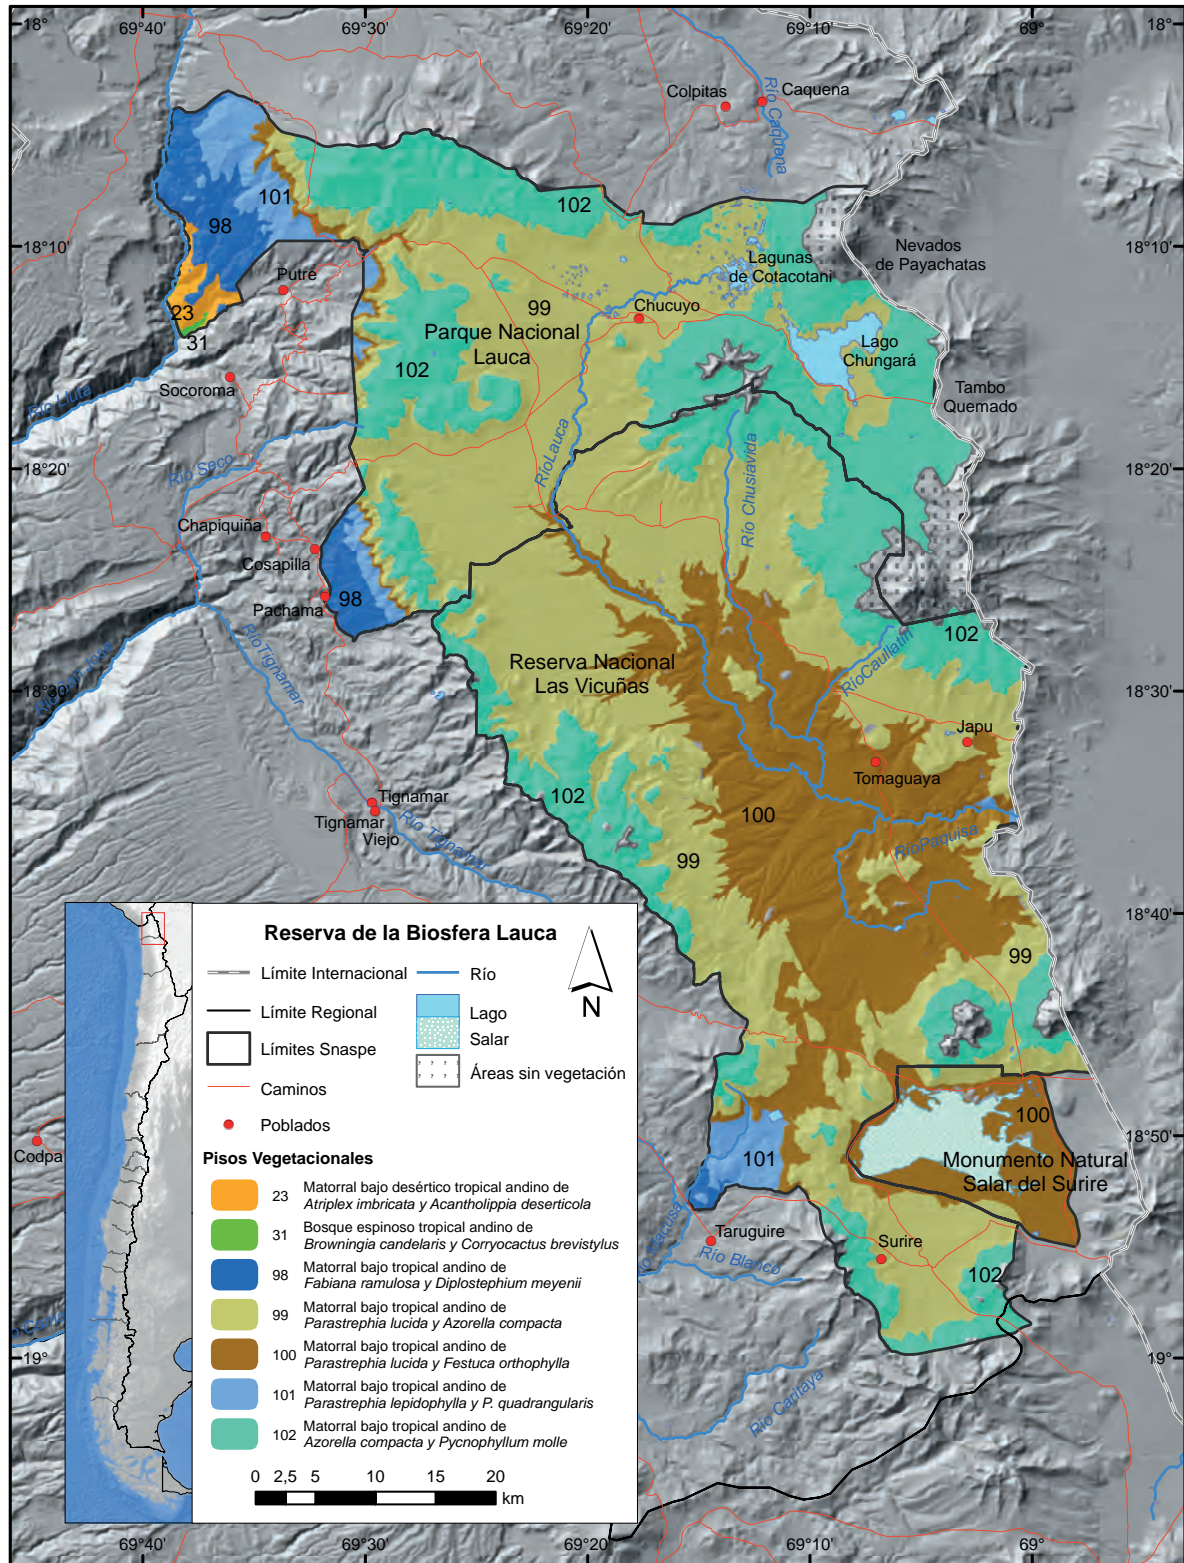 69°40' 69°30' 69°20' 69°10' 69°
18° 18°
Colpitas
Caquena
Río Caquena
101
98
102
18°10' 18°10'
Nevados
de Payachatas
Lagunas
de Cotacotani
Putre
23
31
99
Parque Nacional
Lauca
Chucuyo
Lago
Chungará
102
Socoroma
Río Lluta
Tambo
Quemado
RíoLauca
Río Chusiavida
Río Seco
18°20' 18°20'
Chapiquiña
Cosapilla
Pachama
98
102
RíoTignamar
Río San José
Reserva Nacional
Las Vicuñas
RíoCaullatiri
18°30' 18°30'
Japu
Tomaguaya
102
100
Tignamar
Tignamar
Viejo
Río Tignamar
99
RíoPaquisa
18°40'
99
Reserva de la Biosfera Lauca
Límite Internacional
Límite Regional
Límites Snaspe
Caminos
Poblados
Río
Lago
Salar
Áreas sin vegetación
N
Pisos Vegetacionales
23 Matorral bajo desértico tropical andino de
Atriplex imbricata y Acantholippia deserticola
31 Bosque espinoso tropical andino de
Browningia candelaris y Corryocactus brevistylus
98 Matorral bajo tropical andino de
Fabiana ramulosa y Diplostephium meyenii
99 Matorral bajo tropical andino de
Parastrephia lucida y Azorella compacta
100 Matorral bajo tropical andino de
Parastrephia lucida y Festuca orthophylla
101 Matorral bajo tropical andino de
Parastrephia lepidophylla y P. quadrangularis
102 Matorral bajo tropical andino de
Azorella compacta y Pycnophyllum molle
0 2,5 5 10 15 20
km
Codpa
100
18°50'
101
Monumento Natural
Salar del Surire
Taruguire
Surire
Río Blanco
102
19°
Río Caritaya
69°40' 69°30' 69°20' 69°10' 69°